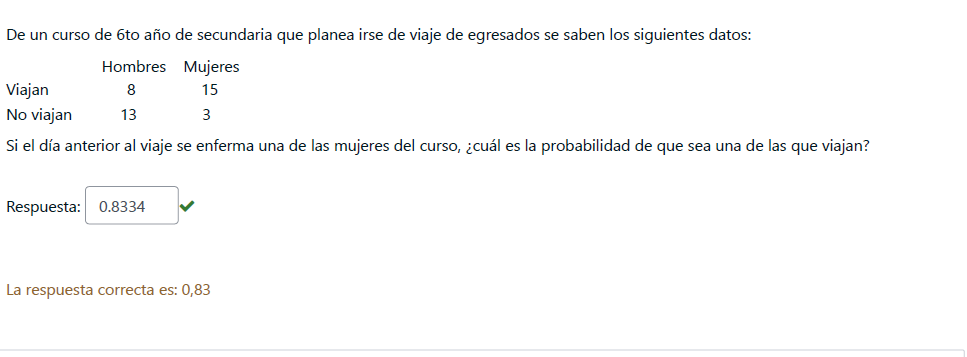 De un curso de 6to año de secundaria que planea irse de viaje de egresados se saben los siguientes datos:
Hombres Mujeres
Viajan 8 15
No viajan 13 3
Si el día anterior al viaje se enferma una de las mujeres del curso, ¿cuál es la probabilidad de que sea una de las que viajan?
Respuesta: 0.8334
La respuesta correcta es: 0,83